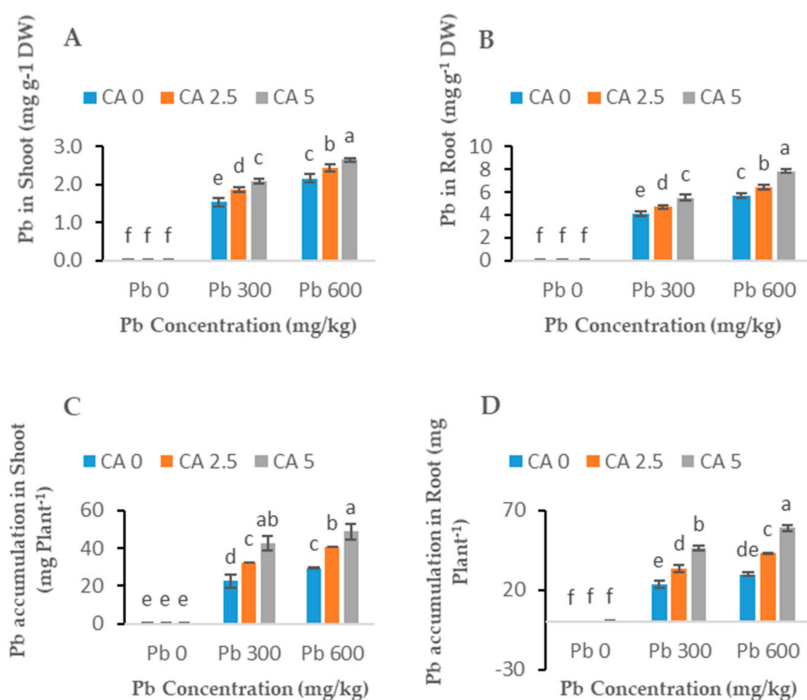 A
Pb in Shoot (mg g-1 DW)
CA 0 CA 2.5 CA 5
3.0
2.0
1.0
0.0
f f f
e d c
c b a
Pb 0 Pb 300 Pb 600
Pb Concentration (mg/kg)
B
Pb in Root (mg g⁻¹ DW)
CA 0 CA 2.5 CA 5
10
8
6
4
2
0
f f f
e d c
c b a
Pb 0 Pb 300 Pb 600
Pb Concentration (mg/kg)
C
Pb accumulation in Shoot
(mg Plant⁻¹)
CA 0 CA 2.5 CA 5
60
40
20
0
e e e
d c ab
c b a
Pb 0 Pb 300 Pb 600
Pb Concentration (mg/kg)
D
Pb accumulation in Root (mg
Plant⁻¹)
CA 0 CA 2.5 CA 5
70
20
-30
f f f
e d b
de c a
Pb 0 Pb 300 Pb 600
Pb Concentration (mg/kg)